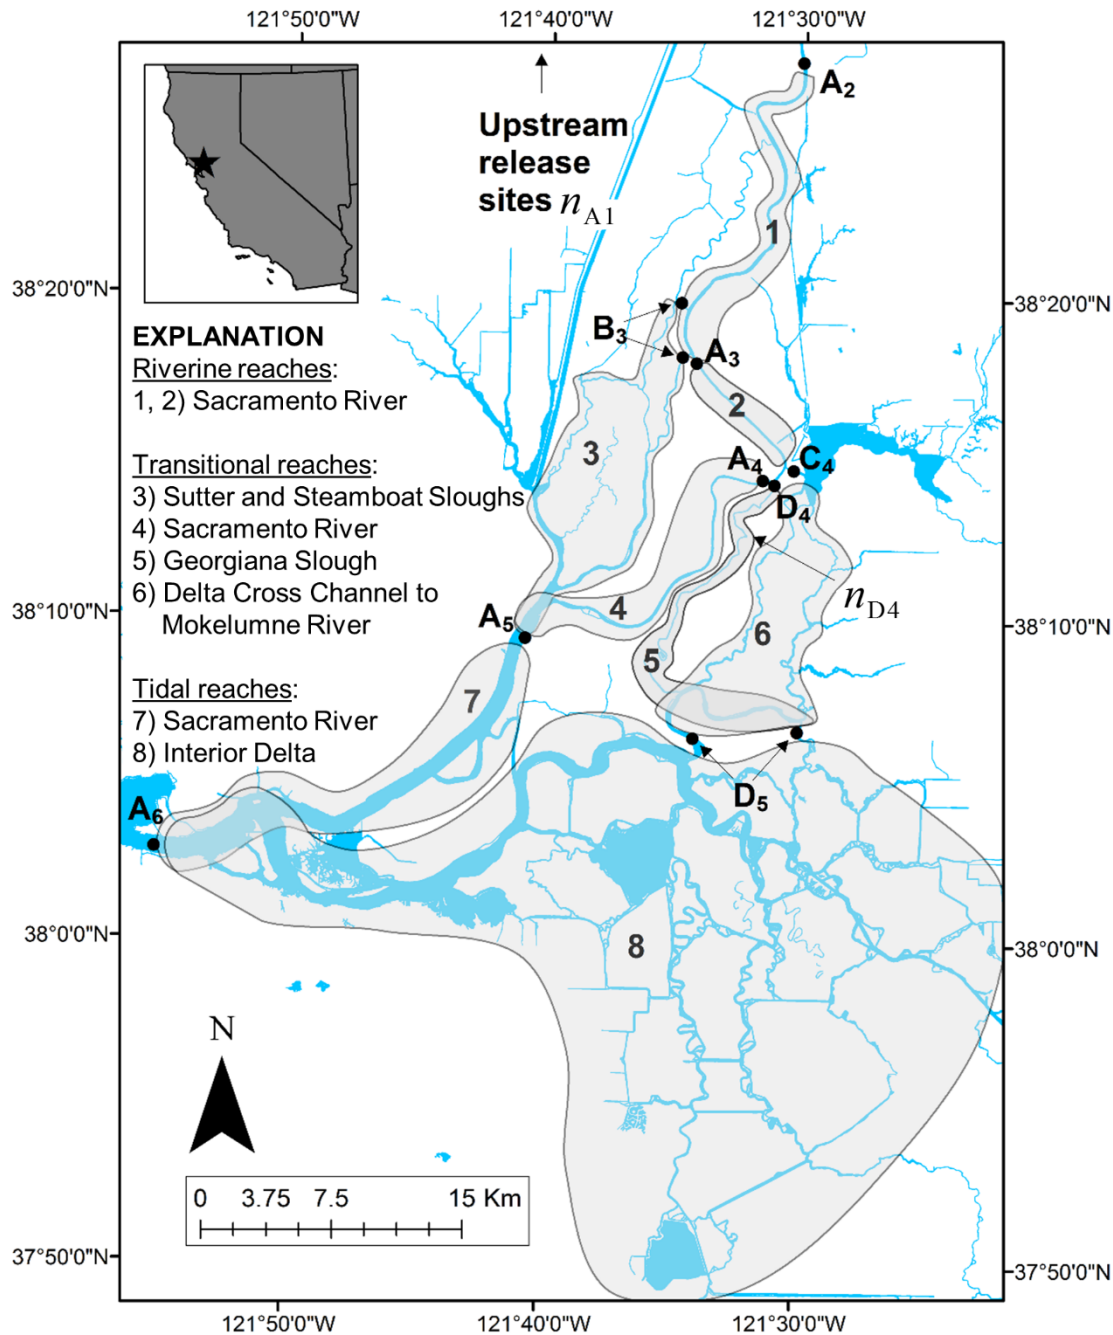 121°50'0"W 121°40'0"W 121°30'0"W
A2
Upstream
release
sites nA1
1
38°20'0"N
38°20'0"N
EXPLANATION
Riverine reaches:
1, 2) Sacramento River
Transitional reaches:
3) Sutter and Steamboat Sloughs
4) Sacramento River
5) Georgiana Slough
6) Delta Cross Channel to
Mokelumne River
Tidal reaches:
7) Sacramento River
8) Interior Delta
B3
A3
2
3
A4
C4
D4
nD4
38°10'0"N
38°10'0"N
4
A5
5
6
7
D5
A6
38°0'0"N
38°0'0"N
8
N
0 3.75 7.5 15 Km
37°50'0"N
37°50'0"N
121°50'0"W 121°40'0"W 121°30'0"W